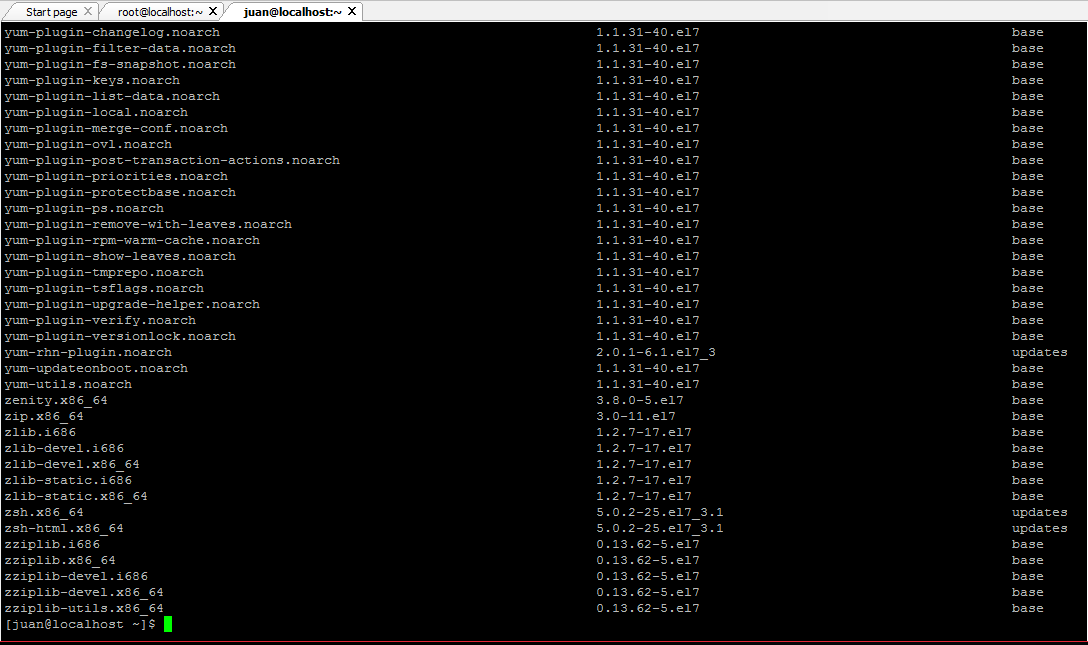 Start page root@localhost:~ juan@localhost:~
yum-plugin-changelog.noarch 1.1.31-40.el7 base
yum-plugin-filter-data.noarch 1.1.31-40.el7 base
yum-plugin-fs-snapshot.noarch 1.1.31-40.el7 base
yum-plugin-keys.noarch 1.1.31-40.el7 base
yum-plugin-list-data.noarch 1.1.31-40.el7 base
yum-plugin-local.noarch 1.1.31-40.el7 base
yum-plugin-merge-conf.noarch 1.1.31-40.el7 base
yum-plugin-ovl.noarch 1.1.31-40.el7 base
yum-plugin-post-transaction-actions.noarch 1.1.31-40.el7 base
yum-plugin-priorities.noarch 1.1.31-40.el7 base
yum-plugin-protectbase.noarch 1.1.31-40.el7 base
yum-plugin-ps.noarch 1.1.31-40.el7 base
yum-plugin-remove-with-leaves.noarch 1.1.31-40.el7 base
yum-plugin-rpm-warm-cache.noarch 1.1.31-40.el7 base
yum-plugin-show-leaves.noarch 1.1.31-40.el7 base
yum-plugin-tmprepo.noarch 1.1.31-40.el7 base
yum-plugin-tsflags.noarch 1.1.31-40.el7 base
yum-plugin-upgrade-helper.noarch 1.1.31-40.el7 base
yum-plugin-verify.noarch 1.1.31-40.el7 base
yum-plugin-versionlock.noarch 1.1.31-40.el7 base
yum-rhn-plugin.noarch 2.0.1-6.1.el7_3 updates
yum-updateonboot.noarch 1.1.31-40.el7 base
yum-utils.noarch 1.1.31-40.el7 base
zenity.x86_64 3.8.0-5.el7 base
zip.x86_64 3.0-11.el7 base
zlib.i686 1.2.7-17.el7 base
zlib-devel.i686 1.2.7-17.el7 base
zlib-devel.x86_64 1.2.7-17.el7 base
zlib-static.i686 1.2.7-17.el7 base
zlib-static.x86_64 1.2.7-17.el7 base
zsh.x86_64 5.0.2-25.el7_3.1 updates
zsh-html.x86_64 5.0.2-25.el7_3.1 updates
zziplib.i686 0.13.62-5.el7 base
zziplib.x86_64 0.13.62-5.el7 base
zziplib-devel.i686 0.13.62-5.el7 base
zziplib-devel.x86_64 0.13.62-5.el7 base
zziplib-utils.x86_64 0.13.62-5.el7 base
[juan@localhost ~]$